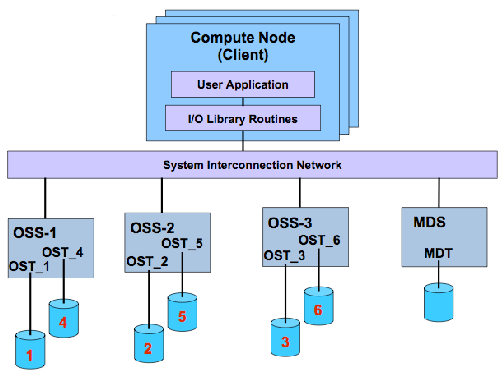 Compute Node
(Client)
User Application
I/O Library Routines
System Interconnection Network
OSS-1
OST_4
OST_1
OSS-2
OST_5
OST_2
OSS-3
OST_6
OST_3
MDS
MDT
1
4
2
5
3
6